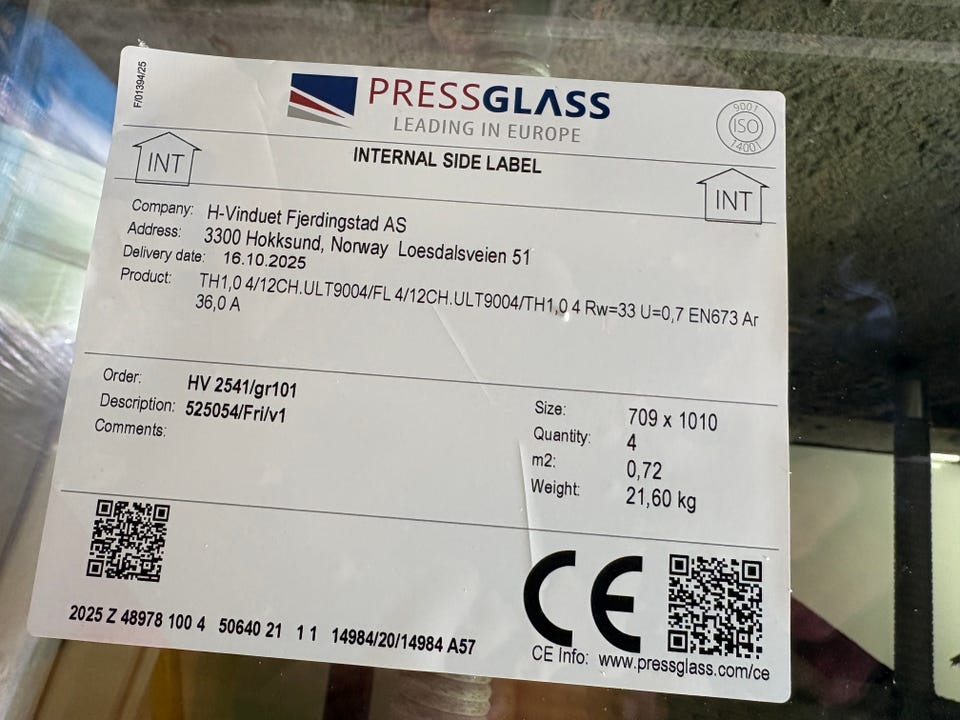 F/01394/25
PRESSGLASS
LEADING IN EUROPE
9001
ISO
14001
INTERNAL SIDE LABEL
INT
INT
Company: H-Vinduet Fjerdingstad AS
Address: 3300 Hokksund, Norway Loesdalsveien 51
Delivery date: 16.10.2025
Product: TH1,0 4/12CH.ULT9004/FL 4/12CH.ULT9004/TH1,0 4 Rw=33 U=0,7 EN673 Ar
36,0 A
Order: HV 2541/gr101
Description: 525054/Fri/v1
Comments:
Size: 709 x 1010
Quantity: 4
m2: 0,72
Weight: 21,60 kg
CE
2025 Z 48978 100 4 50640 21 1 1 14984/20/14984 A57
CE Info: www.pressglass.com/ce